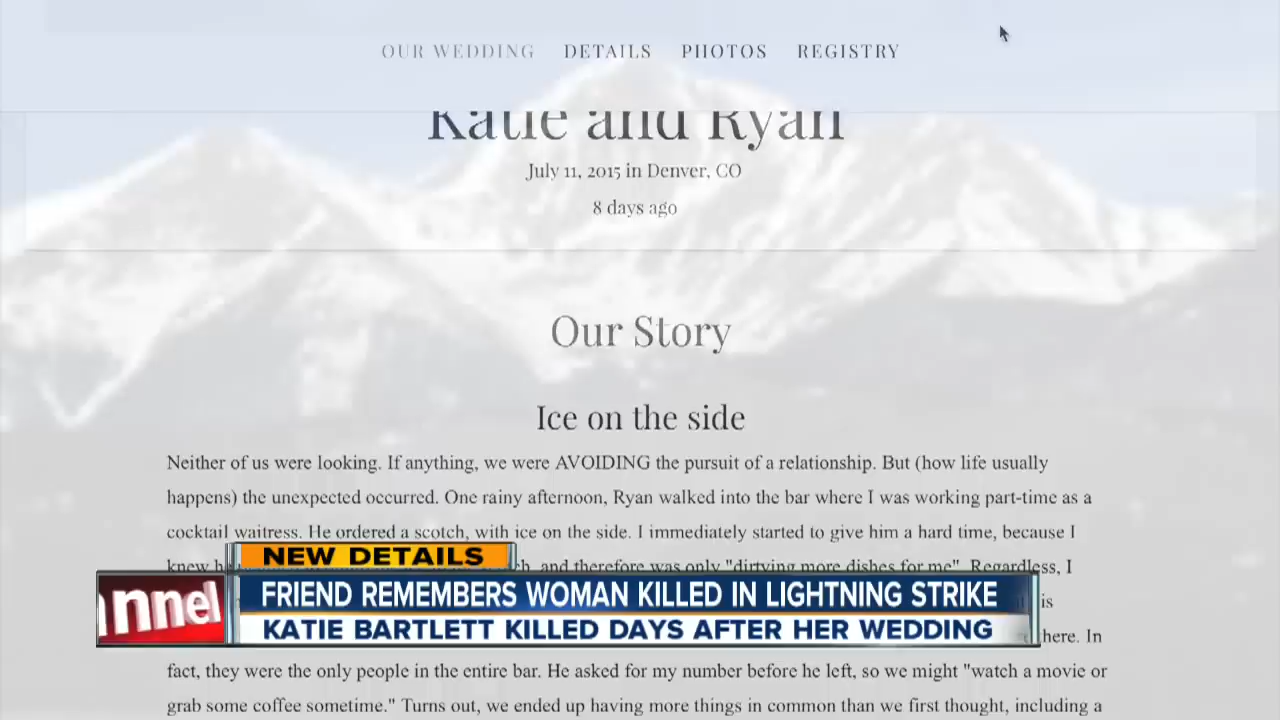 OUR WEDDING DETAILS PHOTOS REGISTRY
Katie and Ryan
July 11, 2015 in Denver, CO
8 days ago
Our Story
Ice on the side
Neither of us were looking. If anything, we were AVOIDING the pursuit of a relationship. But (how life usually
happens) the unexpected occurred. One rainy afternoon, Ryan walked into the bar where I was working part-time as a
cocktail waitress. He ordered a scotch, with ice on the side. I immediately started to give him a hard time, because I
knew and therefore was only "dirtying more dishes for me". Regardless, I
is
here. In
fact, they were the only people in the entire bar. He asked for my number before he left, so we might "watch a movie or
grab some coffee sometime." Turns out, we ended up having more things in common than we first thought, including a
NEW DETAILS
nnel
FRIEND REMEMBERS WOMAN KILLED IN LIGHTNING STRIKE
KATIE BARTLETT KILLED DAYS AFTER HER WEDDING